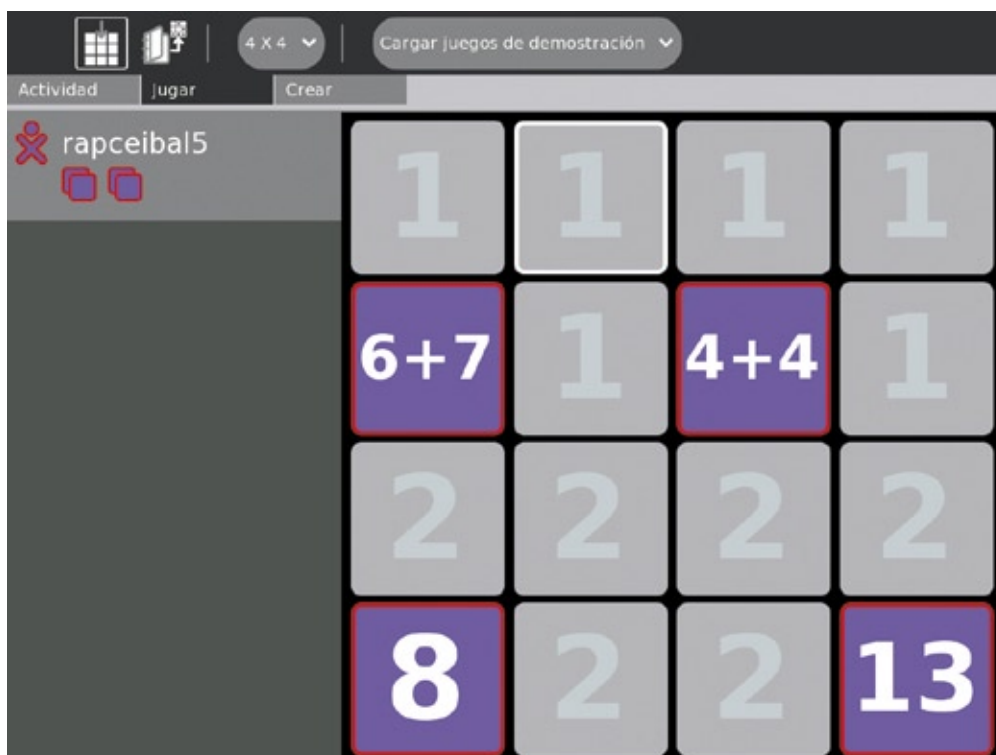 4 X 4 Cargar juegos de demostración
Actividad Jugar Crear
rapceibal5
1 1 1 1
6+7 1 4+4 1
2 2 2 2
8 2 2 13